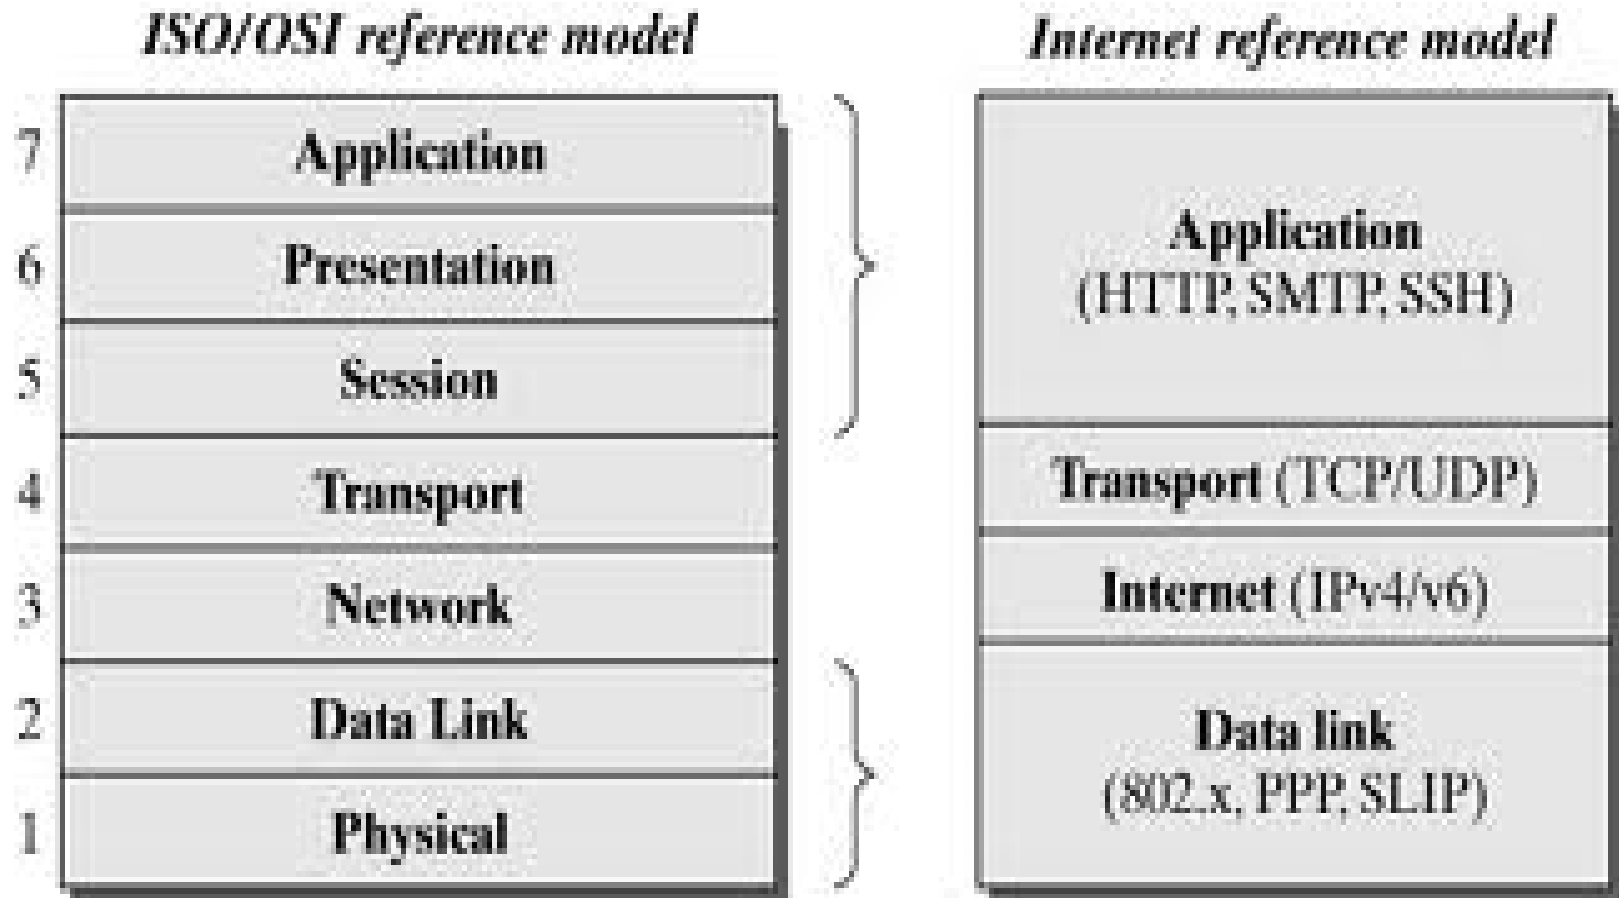 ISO/OSI reference model
7 Application
6 Presentation
5 Session
4 Transport
3 Network
2 Data Link
1 Physical
Internet reference model
Application
(HTTP, SMTP, SSH)
Transport (TCP/UDP)
Internet (IPv4/v6)
Data link
(802.x, PPP, SLIP)